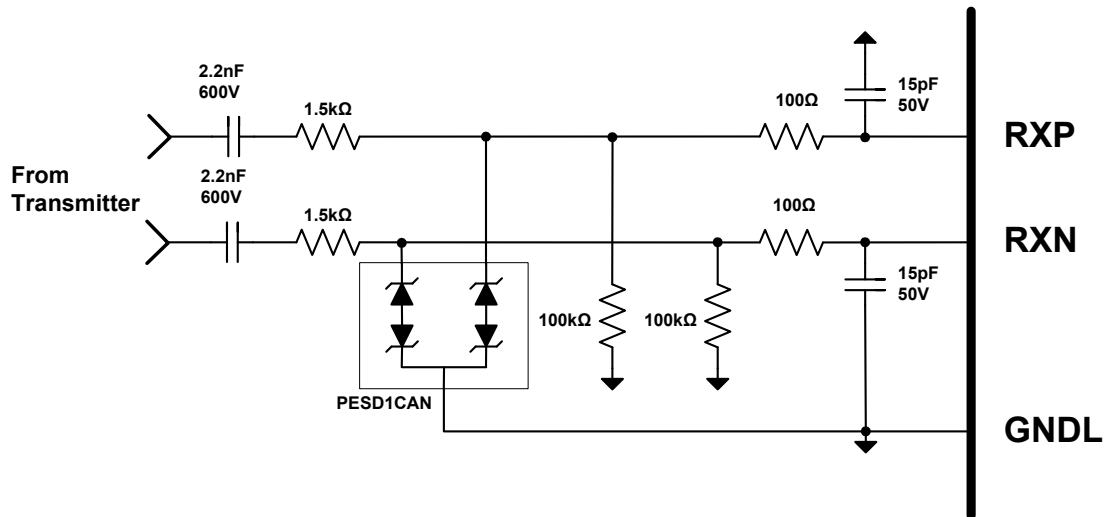 2.2nF
600V
1.5kΩ
100Ω
15pF
50V
RXP
From
Transmitter
2.2nF
600V
1.5kΩ
100Ω
RXN
15pF
50V
100kΩ
100kΩ
PESD1CAN
GNDL